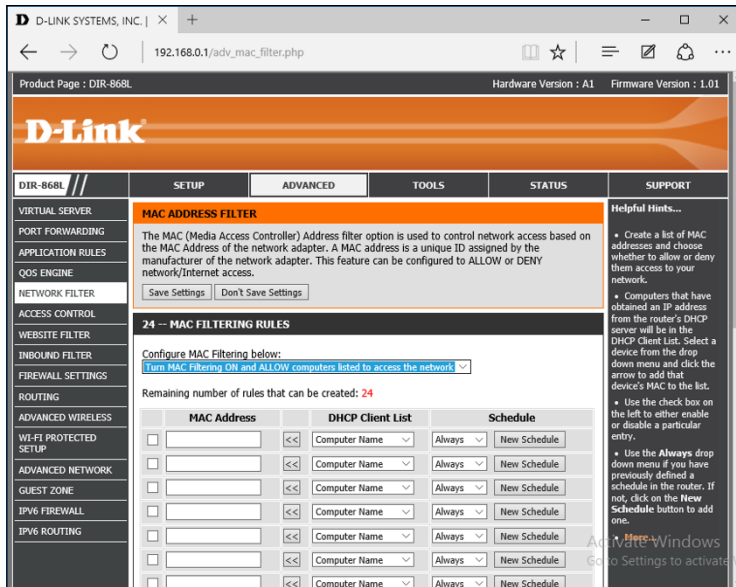 D-LINK SYSTEMS, INC. |
192.168.0.1/adv_mac_filter.php
Product Page : DIR-868L
Hardware Version : A1
Firmware Version : 1.01
D-Link
DIR-868L
SETUP
ADVANCED
TOOLS
STATUS
SUPPORT
VIRTUAL SERVER
PORT FORWARDING
APPLICATION RULES
QOS ENGINE
NETWORK FILTER
ACCESS CONTROL
WEBSITE FILTER
INBOUND FILTER
FIREWALL SETTINGS
ROUTING
ADVANCED WIRELESS
WI-FI PROTECTED
SETUP
ADVANCED NETWORK
GUEST ZONE
IPV6 FIREWALL
IPV6 ROUTING
MAC ADDRESS FILTER
The MAC (Media Access Controller) Address filter option is used to control network access based on
the MAC Address of the network adapter. A MAC address is a unique ID assigned by the
manufacturer of the network adapter. This feature can be configured to ALLOW or DENY
network/Internet access.
Save Settings
Don't Save Settings
24 -- MAC FILTERING RULES
Configure MAC Filtering below:
Turn MAC Filtering ON and ALLOW computers listed to access the network
Remaining number of rules that can be created: 24
MAC Address
DHCP Client List
Schedule
<< Computer Name Always New Schedule
<< Computer Name Always New Schedule
<< Computer Name Always New Schedule
<< Computer Name Always New Schedule
<< Computer Name Always New Schedule
<< Computer Name Always New Schedule
<< Computer Name Always New Schedule
Helpful Hints...
• Create a list of MAC
addresses and choose
whether to allow or deny
them access to your
network.
• Computers that have
obtained an IP address
from the router's DHCP
server will be in the
DHCP Client List. Select a
device from the drop
down menu and click the
arrow to add that
device's MAC to the list.
• Use the check box on
the left to either enable
or disable a particular
entry.
• Use the Always drop
down menu if you have
previously defined a
schedule in the router. If
not, click on the New
Schedule button to add
one.
• More...
Activate Windows
Go to Settings to activate